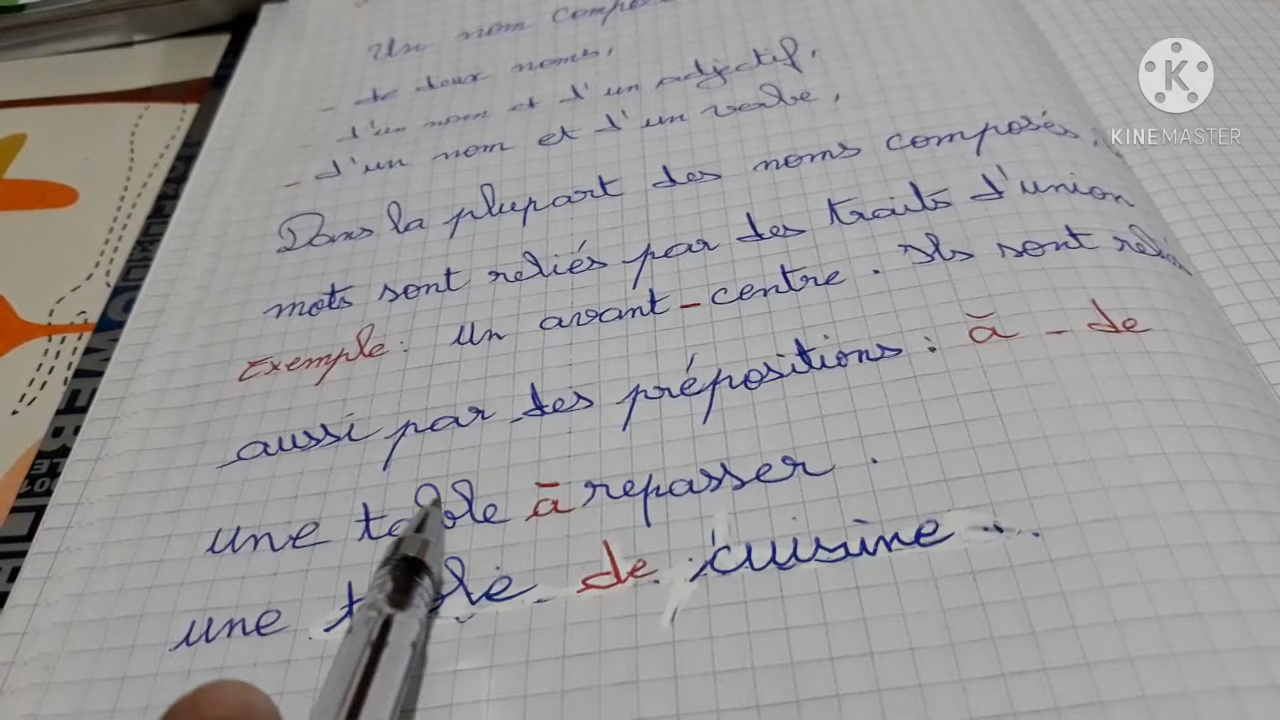 Un nom compo
- de deux noms,
d'un nom et d'un adjectif,
- d'un nom et d'un verbe,
Dans la plupart des noms composés,
mots sont reliés par des traits d'union
Exemple: Un avant-centre. Ils sont relié
aussi par des prépositions : à - de
une table à repasser.
une table de cuisine.
KINEMASTER